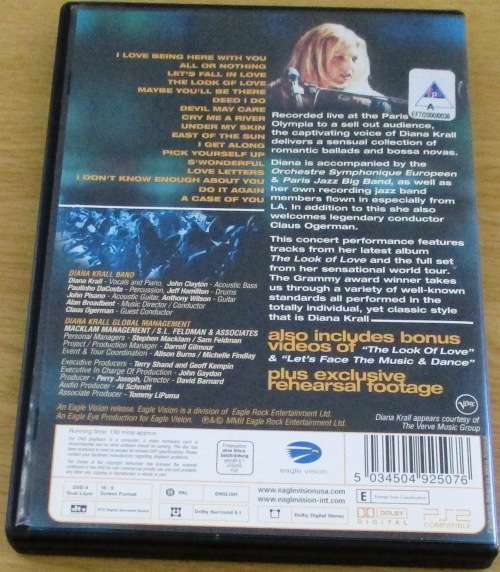 I LOVE BEING HERE WITH YOU
ALL OR NOTHING
LET'S FALL IN LOVE
THE LOOK OF LOVE
MAYBE YOU'LL BE THERE
DEED I DO
DEVIL MAY CARE
CRY ME A RIVER
UNDER MY SKIN
EAST OF THE SUN
I GET ALONG
PICK YOURSELF UP
S'WONDERFUL
LOVE LETTERS
I DON'T KNOW ENOUGH ABOUT YOU
DO IT AGAIN
A CASE OF YOU
A
Recorded live at the Paris
Olympia to a sell out audience,
the captivating voice of Diana Krall
delivers a sensual collection of
romantic ballads and bossa novas.
Diana is accompanied by the
Orchestre Symphonique Europeen
& Paris Jazz Big Band, as well as
her own recording jazz band
members flown in especially from
LA. In addition to this she also
welcomes legendary conductor
Claus Ogerman.
This concert performance features
tracks from her latest album
The Look of Love and the full set
from her sensational world tour.
The Grammy award winner takes
us through a variety of well-known
standards all performed in the
totally individual, yet classic style
that is Diana Krall
also includes bonus
videos of "The Look Of Love"
& "Let's Face The Music & Dance"
plus exclusive
rehearsal footage
DIANA KRALL BAND
Diana Krall - Vocals and Piano, John Clayton - Acoustic Bass
Paulinho DaCosta - Percussion, Jeff Hamilton - Drums
John Pisano - Acoustic Guitar, Anthony Wilson - Guitar
Alan Broadbent - Music Director / Conductor
Claus Ogerman - Guest Conductor
DIANA KRALL GLOBAL MANAGEMENT
MACKLAM MANAGEMENT / S.L. FELDMAN & ASSOCIATES
Personal Managers - Stephen Macklam / Sam Feldman
Project / Production Manager - Darrell Gilmour
Event & Tour Coordination - Alison Burns / Michelle Findlay
Executive Producers - Terry Shand and Geoff Kempin
Executive In Charge Of Production - John Gaydon
Producer - Perry Joseph, Director - David Barnard
Audio Producer - Al Schmitt
Associate Producer - Tommy LiPuma
An Eagle Vision release. Eagle Vision is a division of Eagle Rock Entertainment Ltd.
An Eagle Eye Production for Eagle Vision. ℗&© MMII Eagle Rock Entertainment Ltd.
Verve
Diana Krall appears courtesy of
The Verve Music Group
Running time: 130 mins approx.
eagle vision
5 034504 925076
DVD-9
Dual Layer
16 : 9
Screen Format
PAL
ENGLISH
www.eaglevisionusa.com
www.eaglevision-int.com
E
dts
Dolby Surround 5.1
Dolby Digital Stereo
DOLBY
DIGITAL
PS2
COMPATIBLE